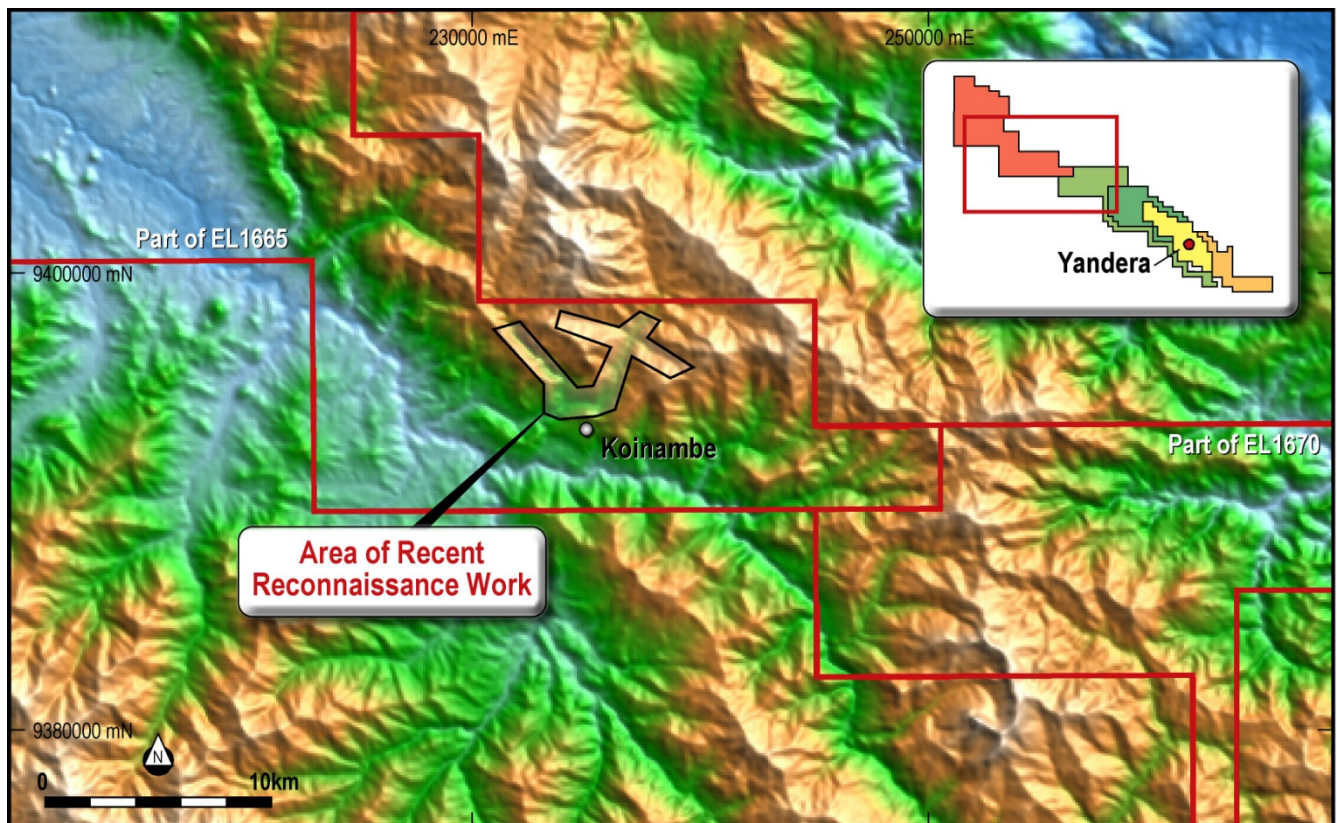 230000 mE
250000 mE
Yandera
Part of EL1665
9400000 mN
Koinambe
Part of EL1670
Area of Recent
Reconnaissance Work
9380000 mN
N
0
10km